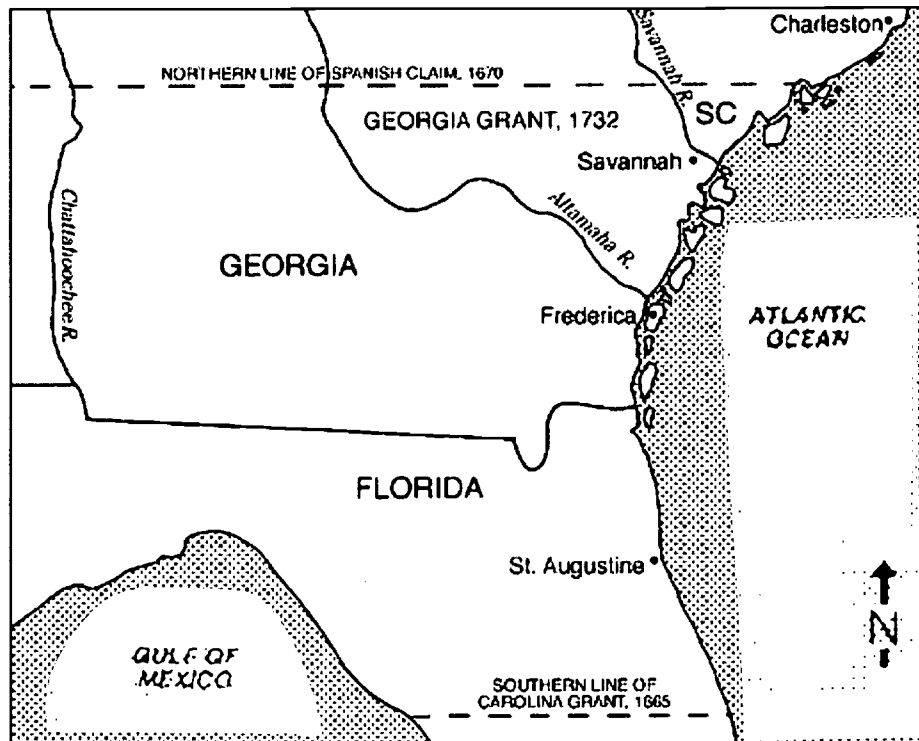 Charleston
Savannah R.
NORTHERN LINE OF SPANISH CLAIM, 1670
GEORGIA GRANT, 1732
SC
Savannah
Chattahoochee R.
Altamaha R.
GEORGIA
Frederica
ATLANTIC
OCEAN
FLORIDA
St. Augustine
GULF OF
MEXICO
N
SOUTHERN LINE OF
CAROLINA GRANT, 1665